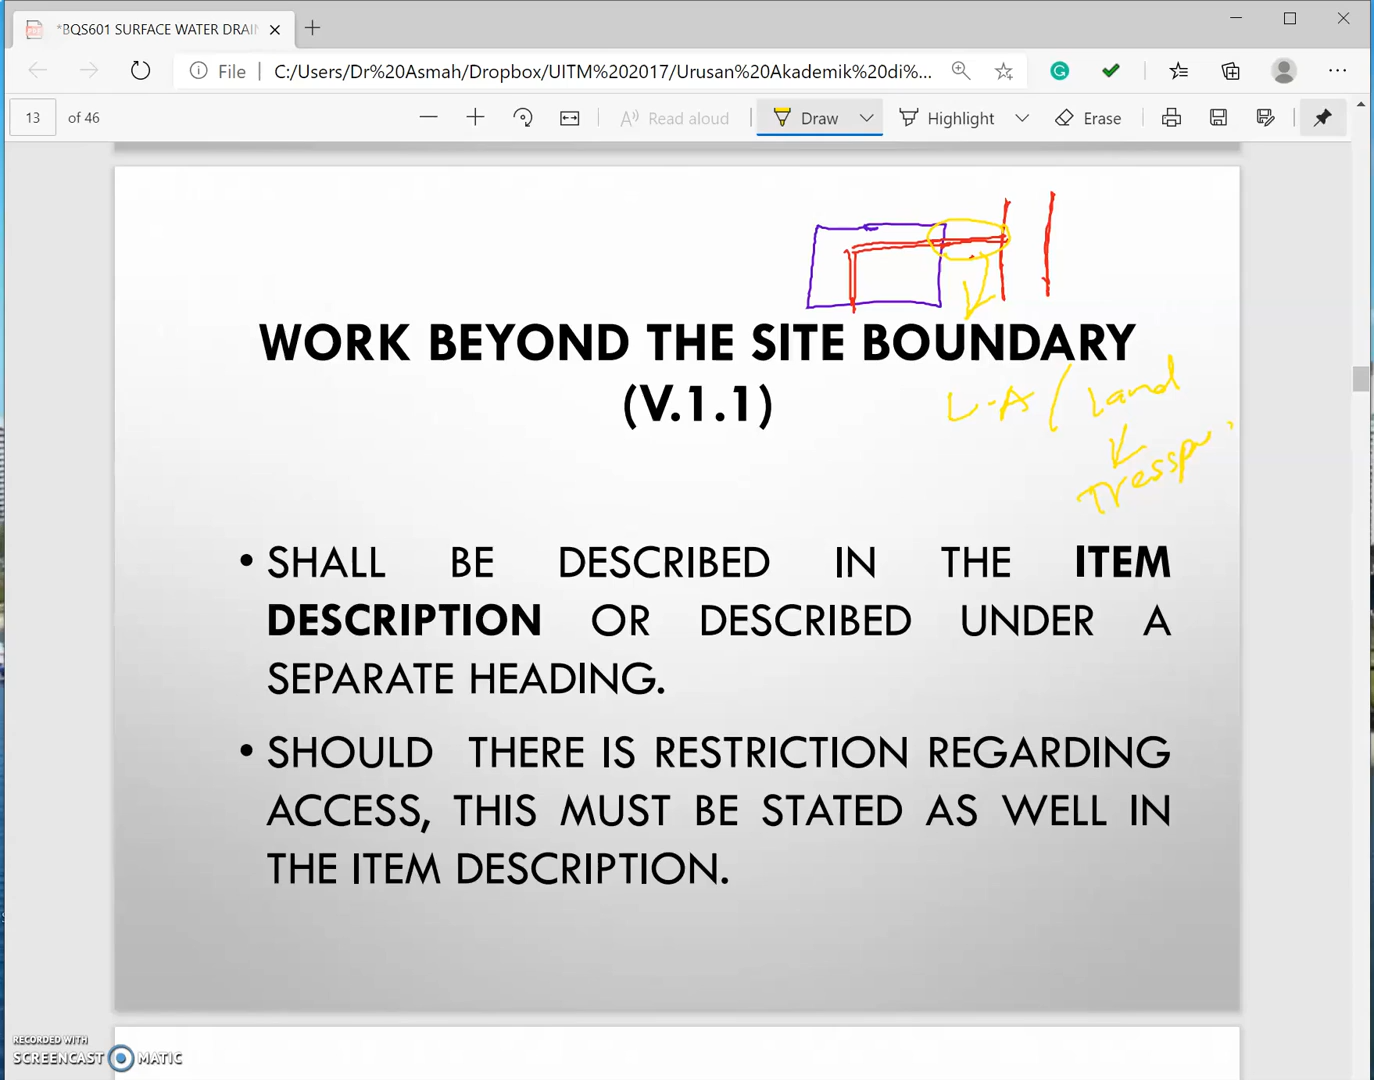 *BQS601 SURFACE WATER DRAIN
File C:/Users/Dr%20Asmah/Dropbox/UITM%202017/Urusan%20Akademik%20di%...
13 of 46 Read aloud Draw Highlight Erase
WORK BEYOND THE SITE BOUNDARY
(V.1.1)
L.A ( Land
• SHALL BE DESCRIBED IN THE ITEM
DESCRIPTION OR DESCRIBED UNDER A
SEPARATE HEADING.
• SHOULD THERE IS RESTRICTION REGARDING
ACCESS, THIS MUST BE STATED AS WELL IN
THE ITEM DESCRIPTION.
RECORDED WITH
SCREENCAST MATIC